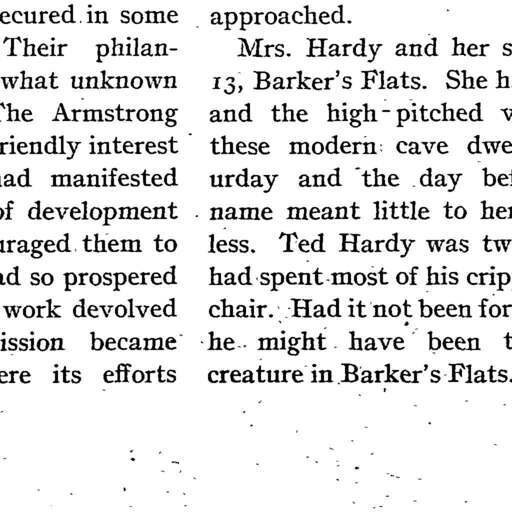 ecured in some
Their philan-
what unknown
The Armstrong
riendly interest
had manifested
of development
uraged them to
ad so prospered
work devolved
ission became
ere its efforts
approached.
Mrs. Hardy and her s
13, Barker's Flats. She h
and the high-pitched v
these modern cave dwe
urday and the day bef
name meant little to her
less. Ted Hardy was tw
had spent most of his crip
chair. Had it not been for
he might have been t
creature in Barker's Flats.